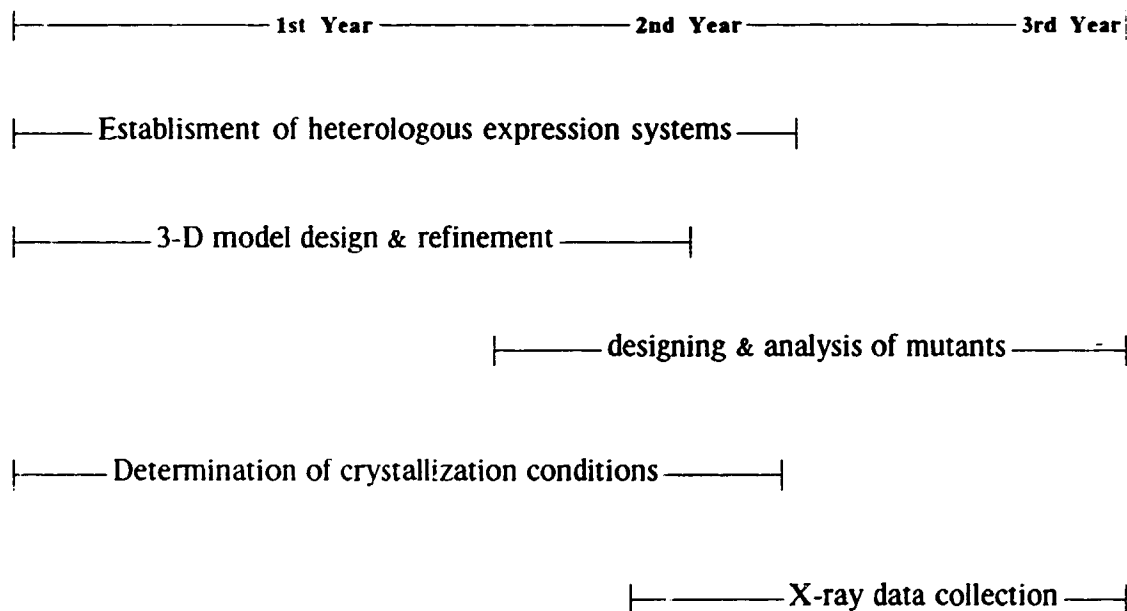 1st Year 2nd Year 3rd Year
Establisment of heterologous expression systems
3-D model design & refinement
designing & analysis of mutants
Determination of crystallization conditions
X-ray data collection